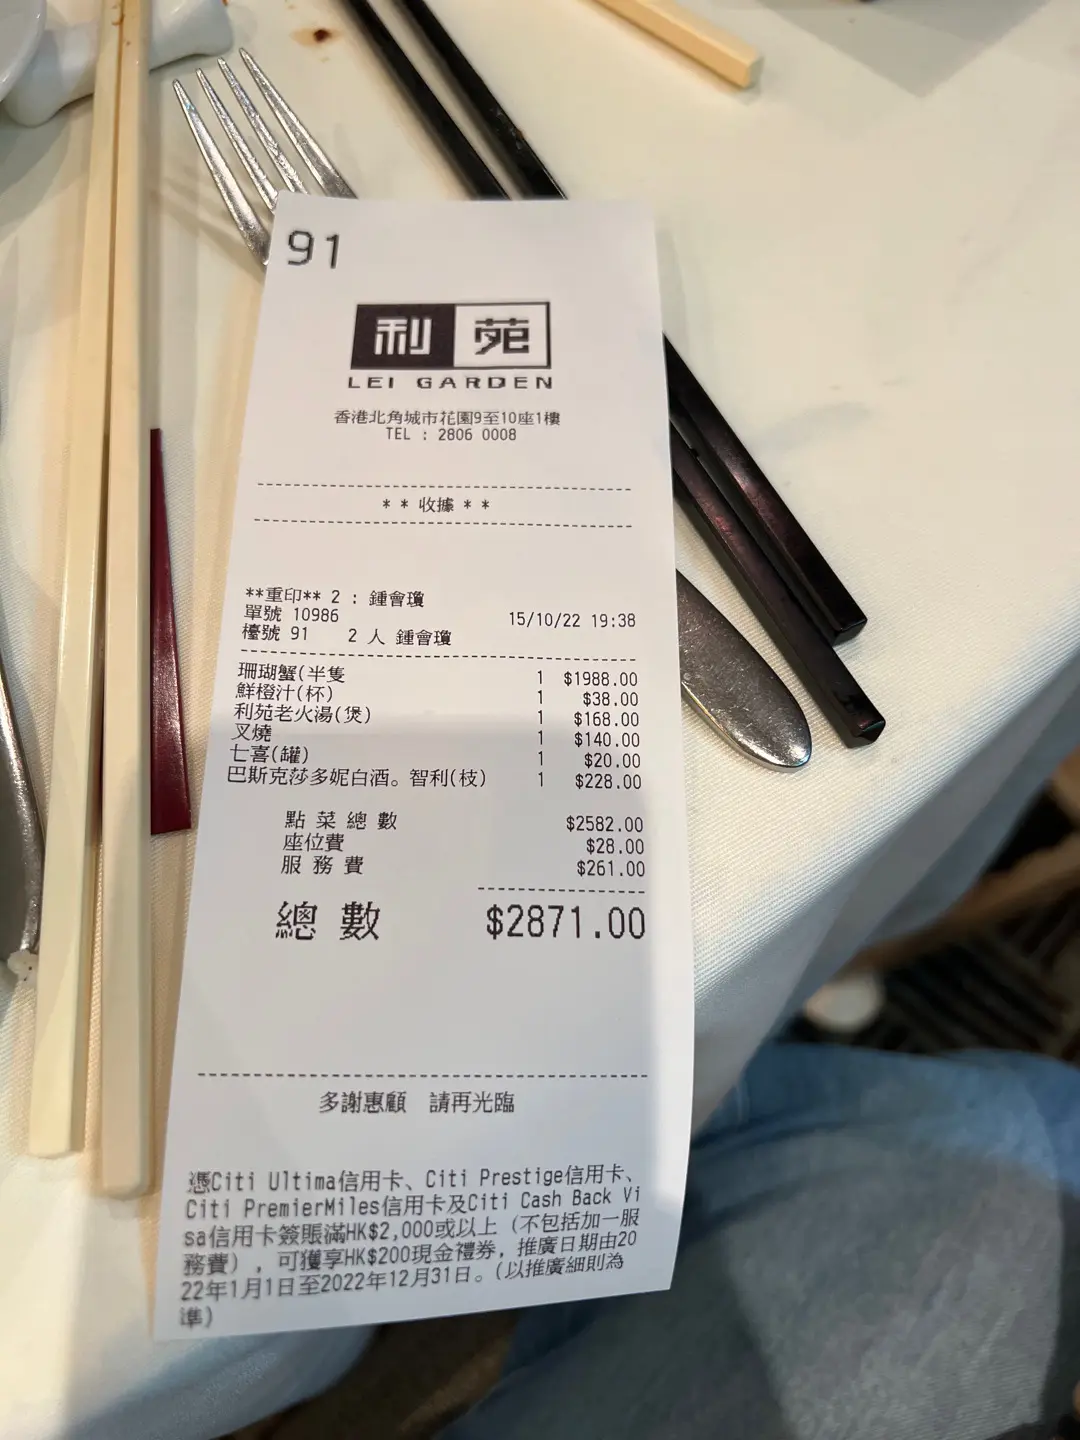 91
利苑
LEI GARDEN
香港北角城市花園9至10座1樓
TEL : 2806 0008
* * 收據 * *
**重印** 2 : 鍾會瓊
單號 10986 15/10/22 19:38
檯號 91 2 人 鍾會瓊
珊瑚蟹(半隻 1 $1988.00
鮮橙汁(杯) 1 $38.00
利苑老火湯(煲) 1 $168.00
叉燒 1 $140.00
七喜(罐) 1 $20.00
巴斯克莎多妮白酒。智利(枝) 1 $228.00
點 菜 總 數 $2582.00
座位費 $28.00
服 務 費 $261.00
總 數 $2871.00
多謝惠顧 請再光臨
憑Citi Ultima信用卡、Citi Prestige信用卡、
Citi PremierMiles信用卡及Citi Cash Back Vi
sa信用卡簽賬滿HK$2,000或以上（不包括加一服
務費），可獲享HK$200現金禮券，推廣日期由20
22年1月1日至2022年12月31日。(以推廣細則為
準)